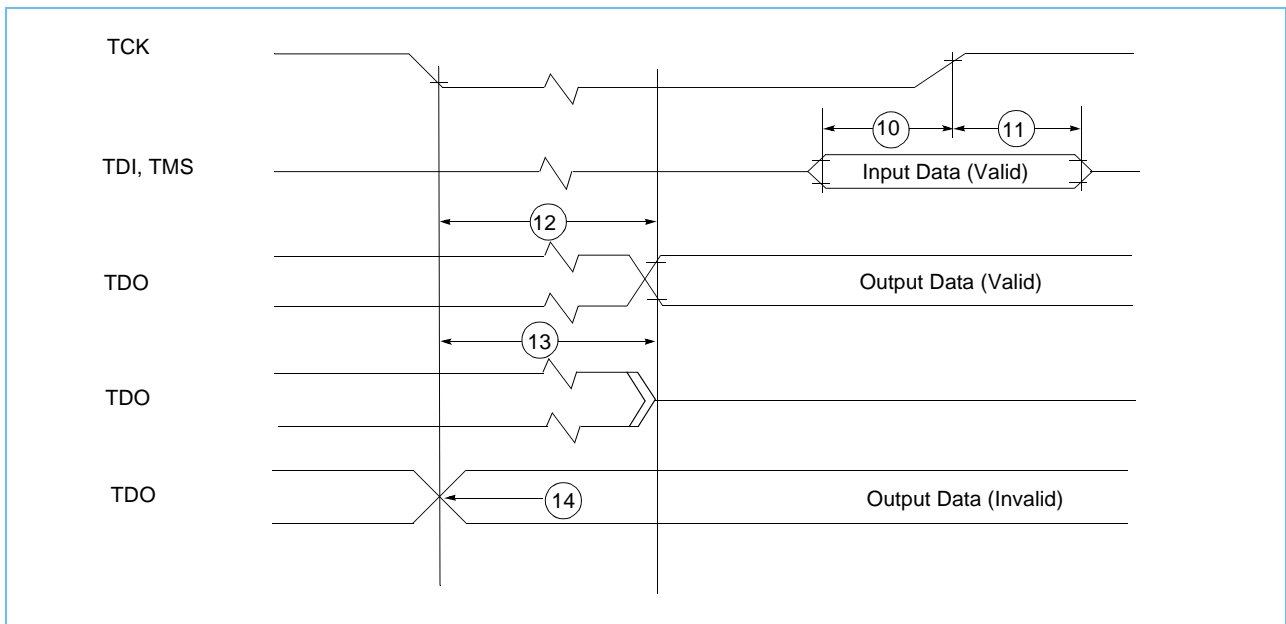 TCK
10
11
TDI, TMS
Input Data (Valid)
12
TDO
Output Data (Valid)
13
TDO
TDO
14
Output Data (Invalid)